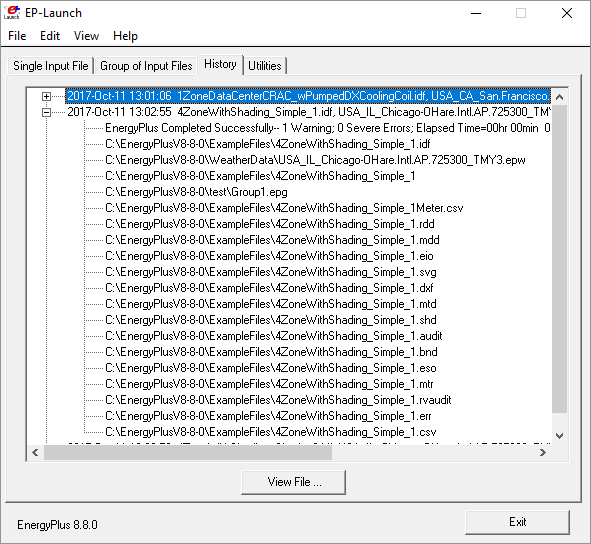 EP-Launch
File Edit View Help
Single Input File Group of Input Files History Utilities
2017-Oct-11 13:01:06 1ZoneDataCenterCRAC_wPumpedDXCoolingCoil.idf, USA_CA_San.Francisco.
2017-Oct-11 13:02:55 4ZoneWithShading_Simple_1.idf, USA_IL_Chicago-OHare.Intl.AP.725300_TMY
EnergyPlus Completed Successfully-- 1 Warning; 0 Severe Errors; Elapsed Time=00hr 00min 0
C:\EnergyPlusV8-8-0\ExampleFiles\4ZoneWithShading_Simple_1.idf
C:\EnergyPlusV8-8-0\WeatherData\USA_IL_Chicago-OHare.Intl.AP.725300_TMY3.epw
C:\EnergyPlusV8-8-0\ExampleFiles\4ZoneWithShading_Simple_1
C:\EnergyPlusV8-8-0\test\Group1.epg
C:\EnergyPlusV8-8-0\ExampleFiles\4ZoneWithShading_Simple_1Meter.csv
C:\EnergyPlusV8-8-0\ExampleFiles\4ZoneWithShading_Simple_1.rdd
C:\EnergyPlusV8-8-0\ExampleFiles\4ZoneWithShading_Simple_1.mdd
C:\EnergyPlusV8-8-0\ExampleFiles\4ZoneWithShading_Simple_1.eio
C:\EnergyPlusV8-8-0\ExampleFiles\4ZoneWithShading_Simple_1.svg
C:\EnergyPlusV8-8-0\ExampleFiles\4ZoneWithShading_Simple_1.dxf
C:\EnergyPlusV8-8-0\ExampleFiles\4ZoneWithShading_Simple_1.mtd
C:\EnergyPlusV8-8-0\ExampleFiles\4ZoneWithShading_Simple_1.shd
C:\EnergyPlusV8-8-0\ExampleFiles\4ZoneWithShading_Simple_1.audit
C:\EnergyPlusV8-8-0\ExampleFiles\4ZoneWithShading_Simple_1.bnd
C:\EnergyPlusV8-8-0\ExampleFiles\4ZoneWithShading_Simple_1.eso
C:\EnergyPlusV8-8-0\ExampleFiles\4ZoneWithShading_Simple_1.mtr
C:\EnergyPlusV8-8-0\ExampleFiles\4ZoneWithShading_Simple_1.rvaudit
C:\EnergyPlusV8-8-0\ExampleFiles\4ZoneWithShading_Simple_1.err
C:\EnergyPlusV8-8-0\ExampleFiles\4ZoneWithShading_Simple_1.csv
View File ...
EnergyPlus 8.8.0
Exit